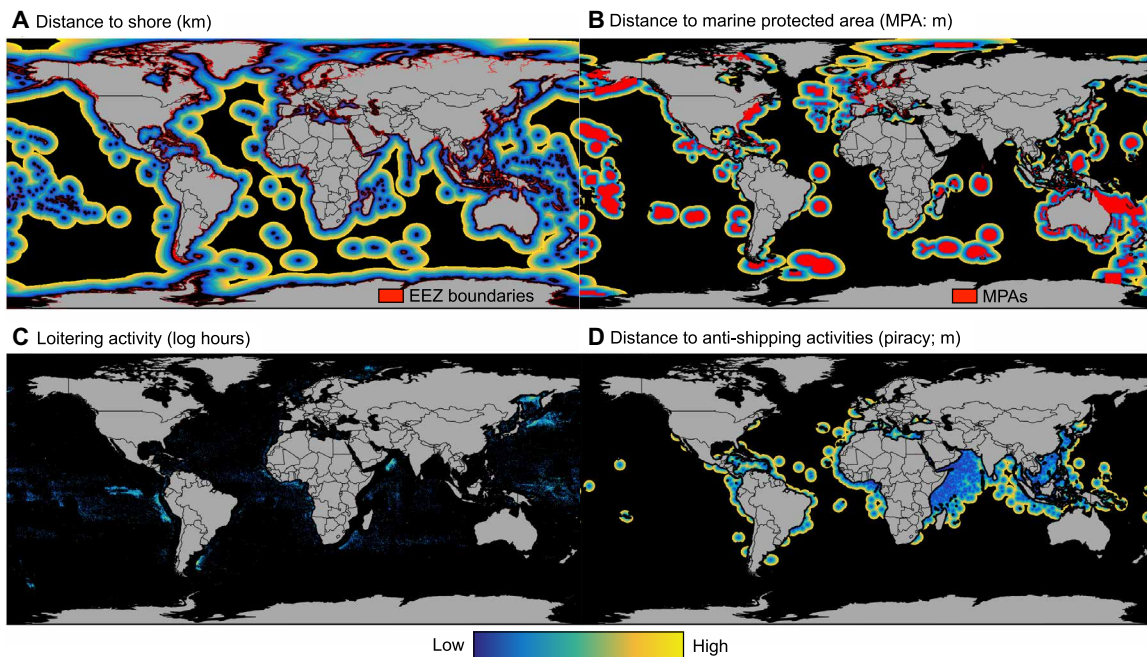 A Distance to shore (km)
B Distance to marine protected area (MPA: m)
EEZ boundaries
MPAs
C Loitering activity (log hours)
D Distance to anti-shipping activities (piracy; m)
Low
High